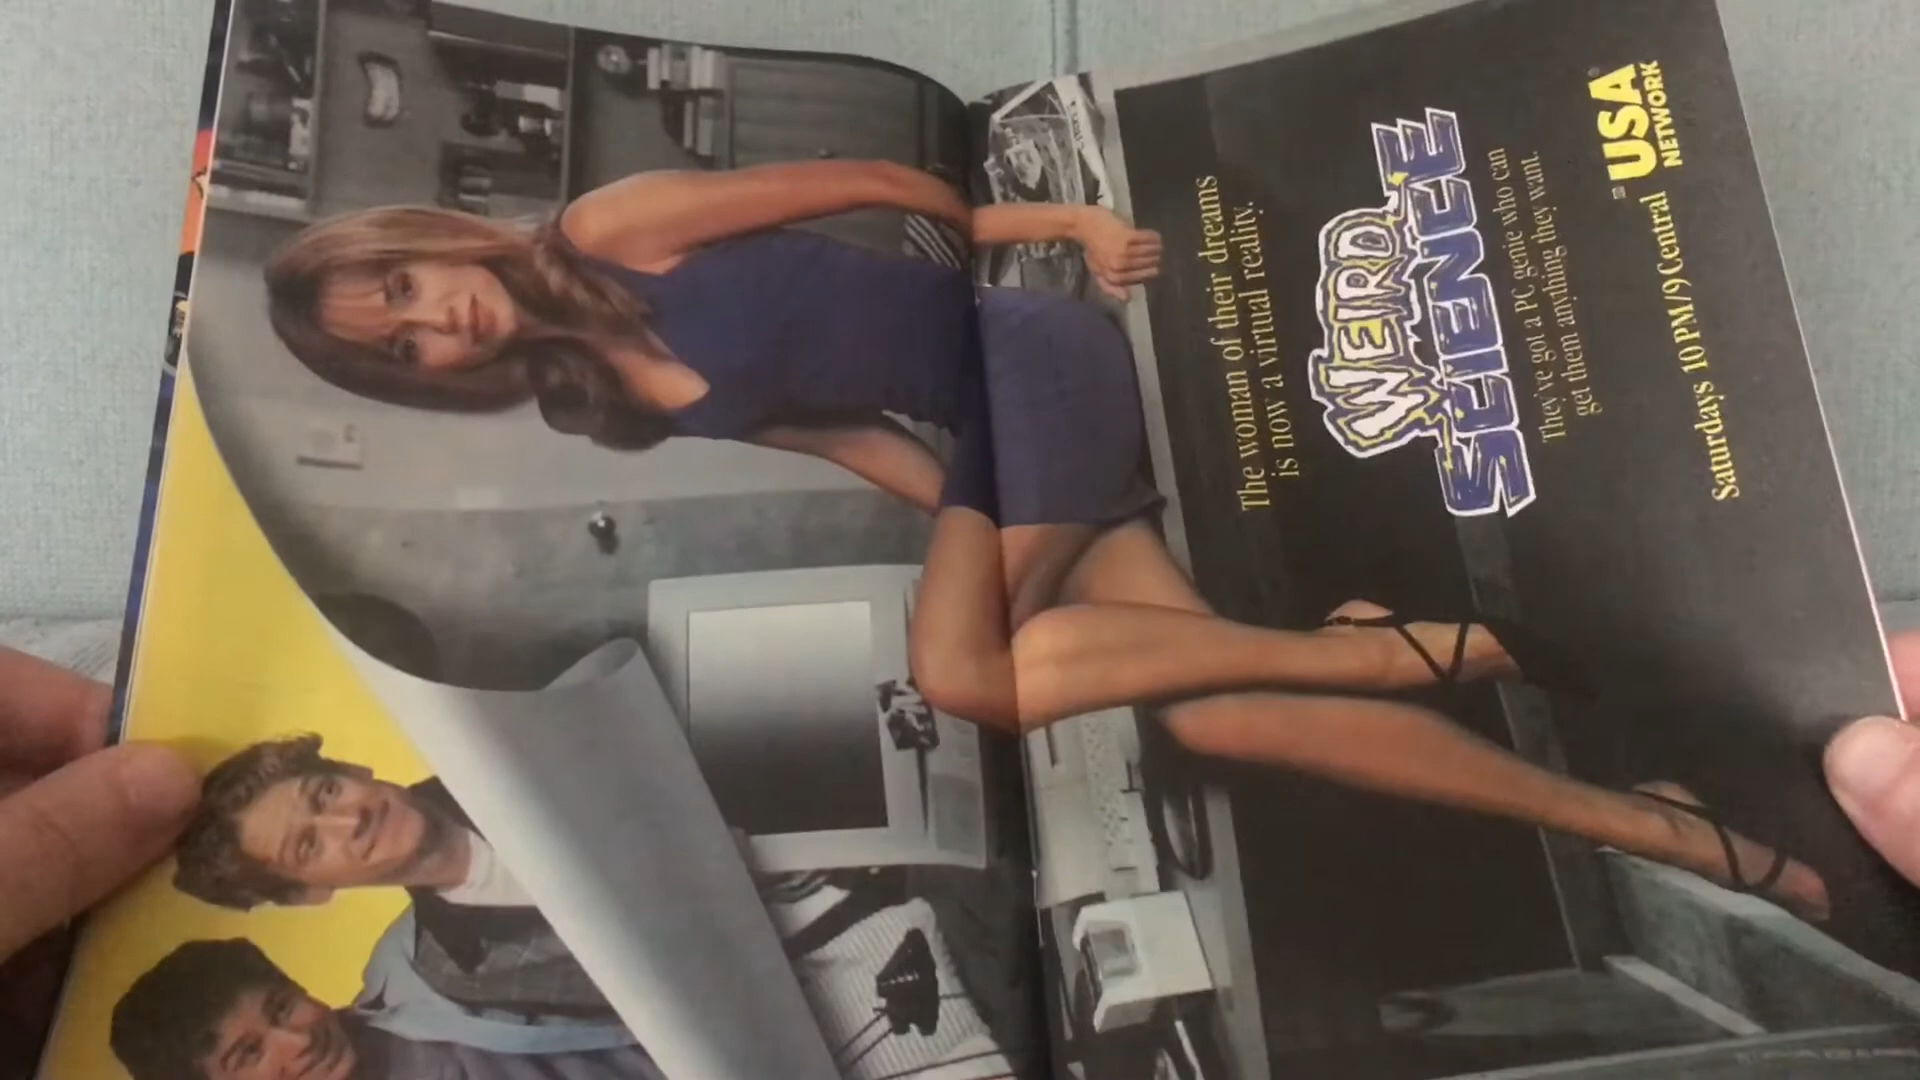 The woman of their dreams
is now a virtual reality.
WEIRD
SCIENCE
They've got a PC genie who can
get them anything they want.
Saturdays 10 PM/9 Central
USA
NETWORK